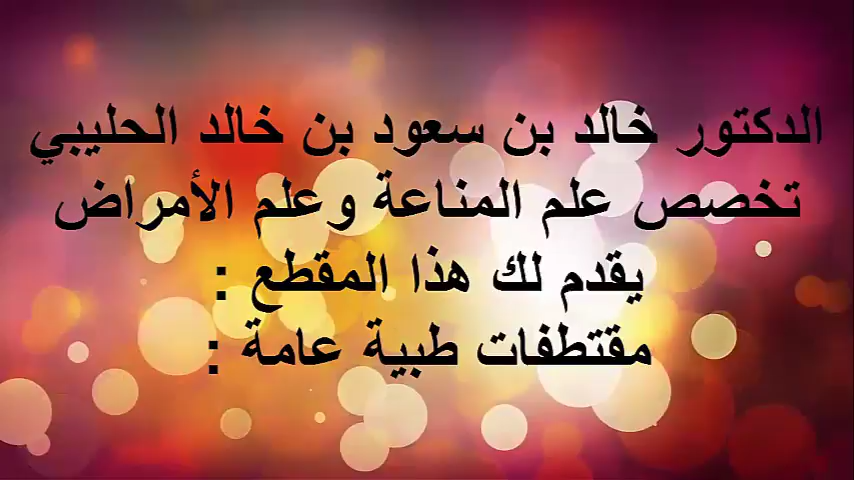 الدكتور خالد بن سعود بن خالد الحليبي
تخصص علم المناعة وعلم الأمراض
يقدم لك هذا المقطع :
مقتطفات طبية عامة :